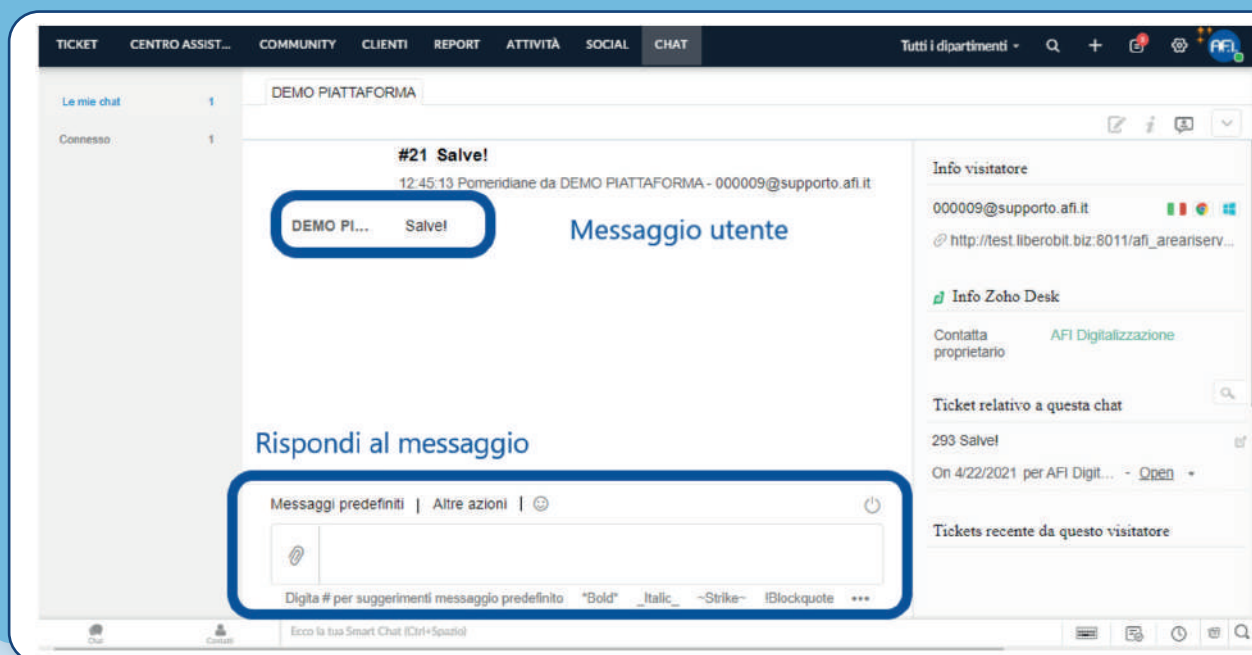 TICKET CENTRO ASSIST... COMMUNITY CLIENTI REPORT ATTIVITÀ SOCIAL CHAT Tutti i dipartimenti AFI
Le mie chat 1
Connesso 1
DEMO PIATTAFORMA
#21 Salve!
12:45:13 Pomeridiane da DEMO PIATTAFORMA - 000009@supporto.afi.it
DEMO PI... Salve!
Messaggio utente
Rispondi al messaggio
Messaggi predefiniti | Altre azioni |
Digita # per suggerimenti messaggio predefinito *Bold* _Italic_ ~Strike~ !Blockquote •••
Info visitatore
000009@supporto.afi.it
http://test.liberobit.biz:8011/afi_areariserv...
Info Zoho Desk
Contatta proprietario AFI Digitalizzazione
Ticket relativo a questa chat
293 Salve!
On 4/22/2021 per AFI Digit... - Open
Tickets recente da questo visitatore
Chat Contatti Ecco la tua Smart Chat (Ctrl+Spazio)